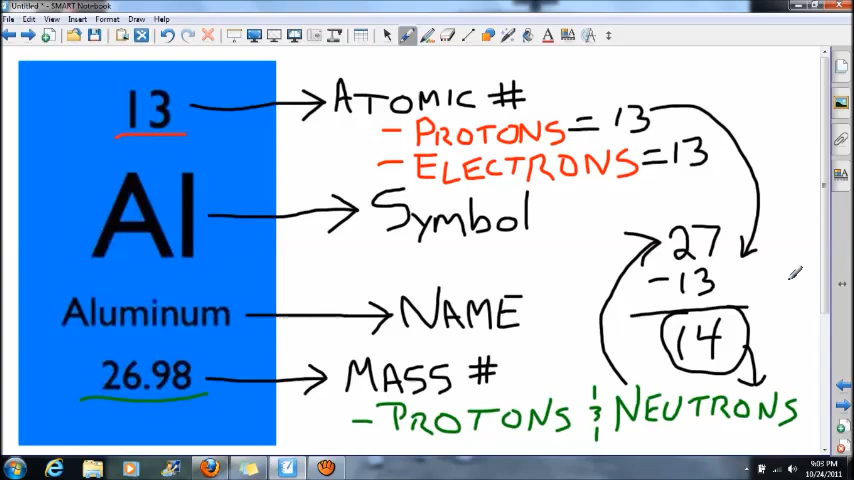 Untitled * - SMART Notebook
File Edit View Insert Format Draw Help
13
ATOMIC #
- PROTONS = 13
- ELECTRONS = 13
Al
Symbol
27
- 13
14
Aluminum
NAME
26.98
MASS #
- PROTONS & NEUTRONS
9:03 PM
10/24/2011